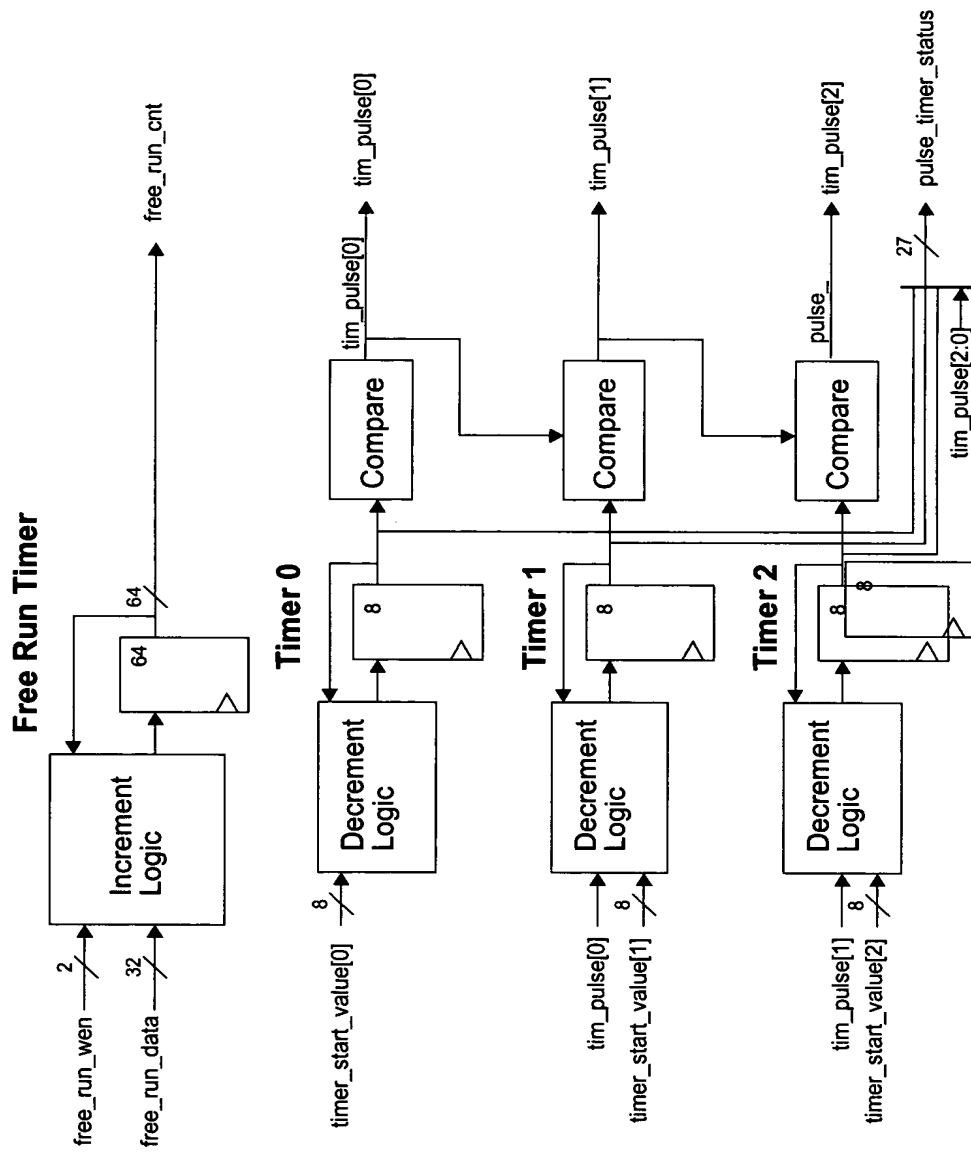 Free Run Timer
free_run_wen
2
free_run_data
32
Increment
Logic
64
64
free_run_cnt
Timer 0
timer_start_value[0]
8
Decrement
Logic
8
Compare
tim_pulse[0]
tim_pulse[0]
Timer 1
tim_pulse[0]
timer_start_value[1]
8
Decrement
Logic
8
Compare
tim_pulse[1]
Timer 2
tim_pulse[1]
timer_start_value[2]
8
Decrement
Logic
8
8
Compare
pulse_
tim_pulse[2]
tim_pulse[2:0]
27
pulse_timer_status